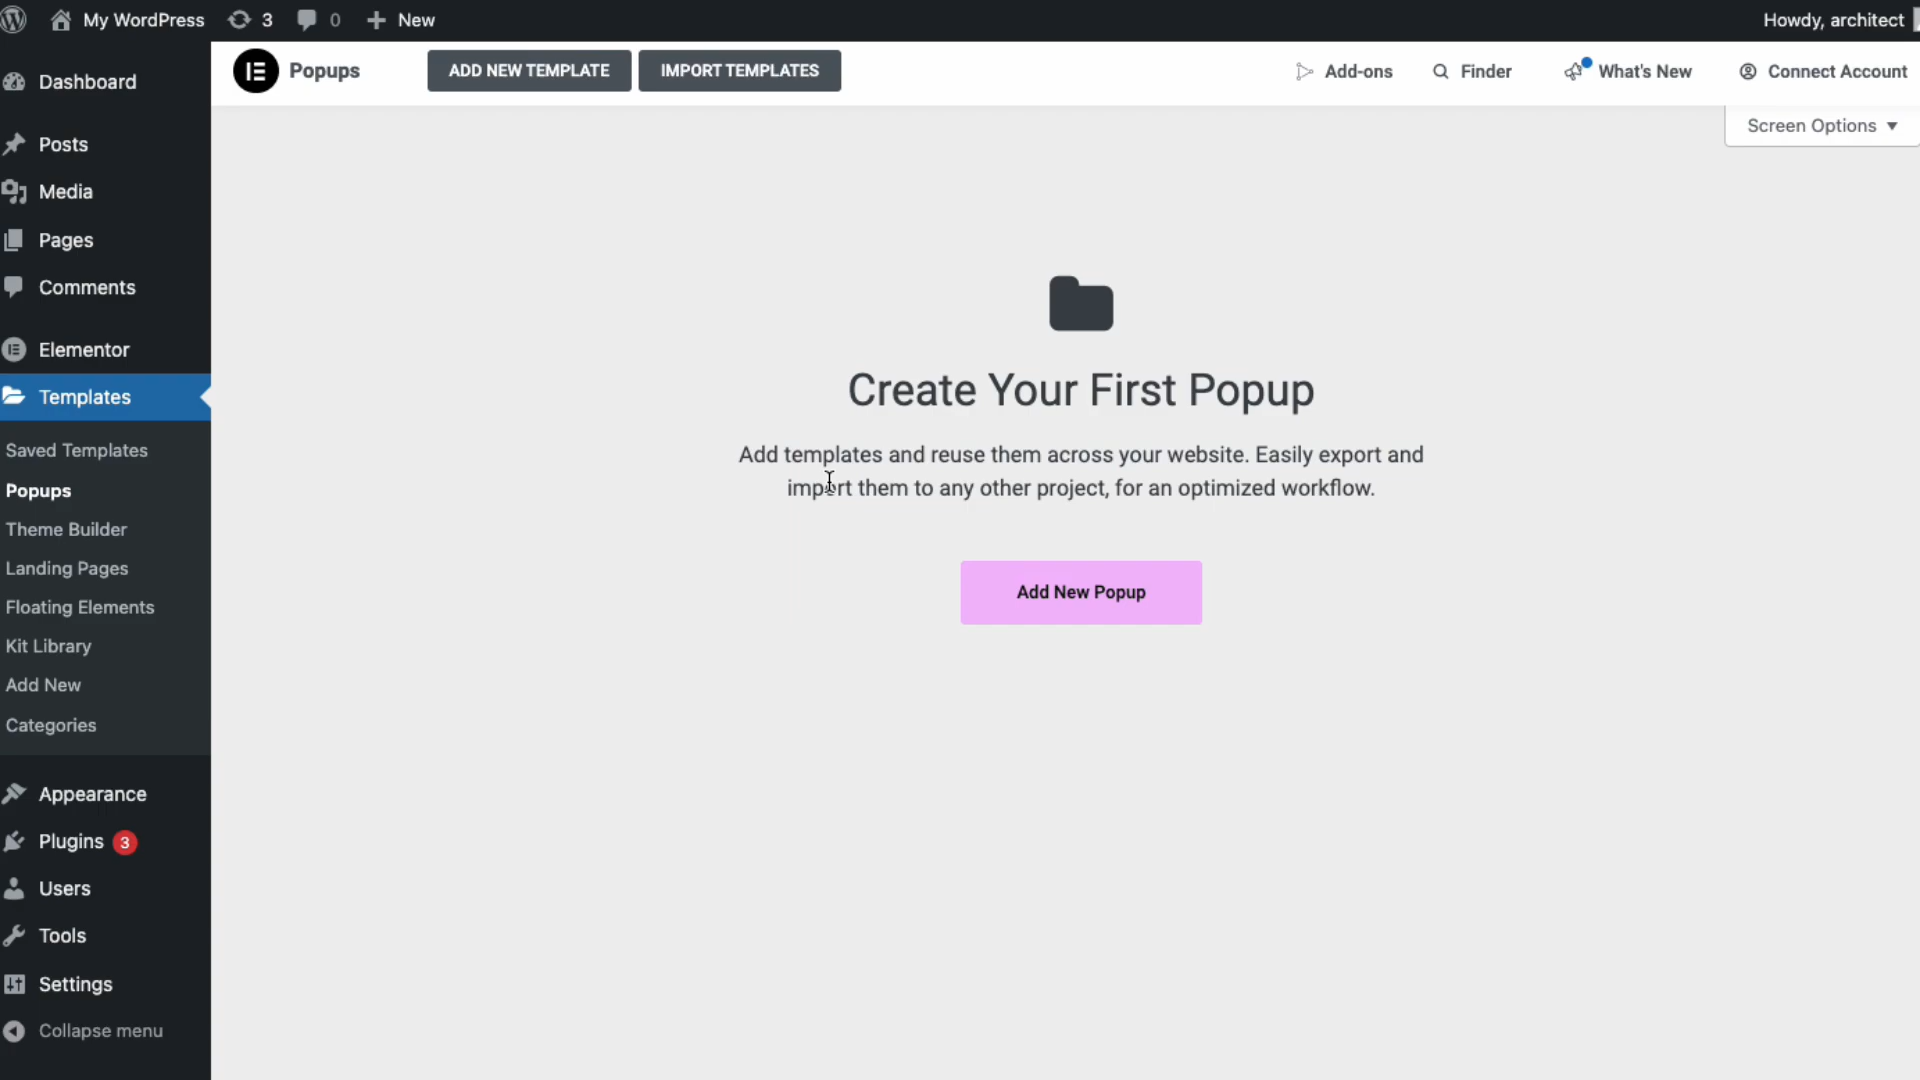 My WordPress 3 0 New Howdy, architect
Popups ADD NEW TEMPLATE IMPORT TEMPLATES Add-ons Finder What's New Connect Account
Screen Options
Dashboard
Posts
Media
Pages
Comments
Elementor
Templates
Saved Templates
Popups
Theme Builder
Landing Pages
Floating Elements
Kit Library
Add New
Categories
Appearance
Plugins 3
Users
Tools
Settings
Collapse menu
Create Your First Popup
Add templates and reuse them across your website. Easily export and
import them to any other project, for an optimized workflow.
Add New Popup